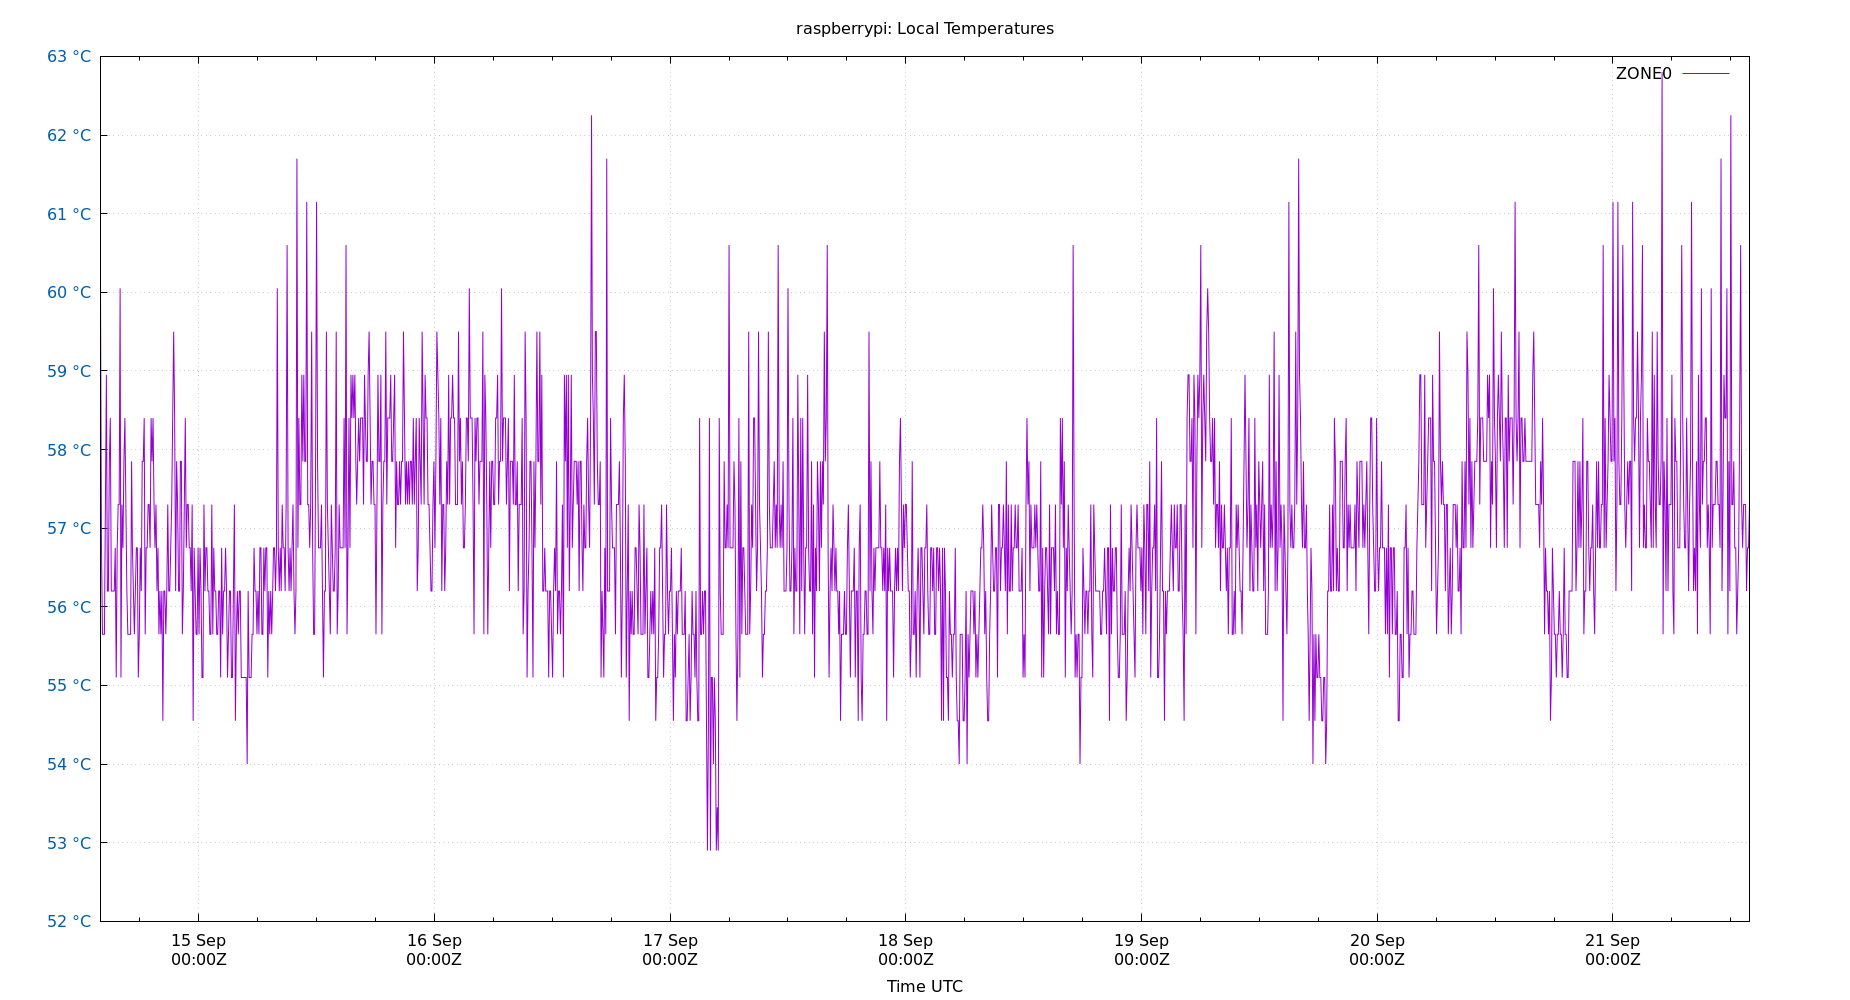 raspberrypi: Local Temperatures
63 °C
ZONE0
62 °C
61 °C
60 °C
59 °C
58 °C
57 °C
56 °C
55 °C
54 °C
53 °C
52 °C
15 Sep 16 Sep 17 Sep 18 Sep 19 Sep 20 Sep 21 Sep
00:00Z 00:00Z 00:00Z 00:00Z 00:00Z 00:00Z 00:00Z
Time UTC